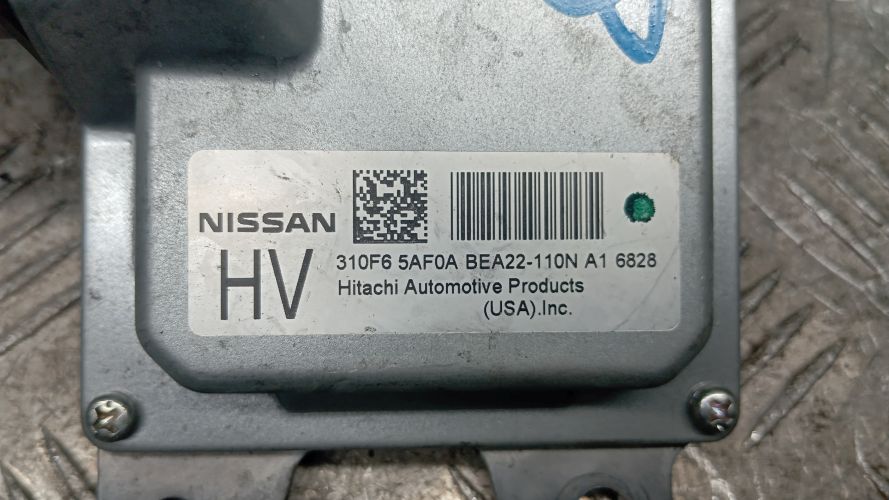 NISSAN
HV
310F6 5AF0A BEA22-110N A1 6828
Hitachi Automotive Products
(USA).Inc.